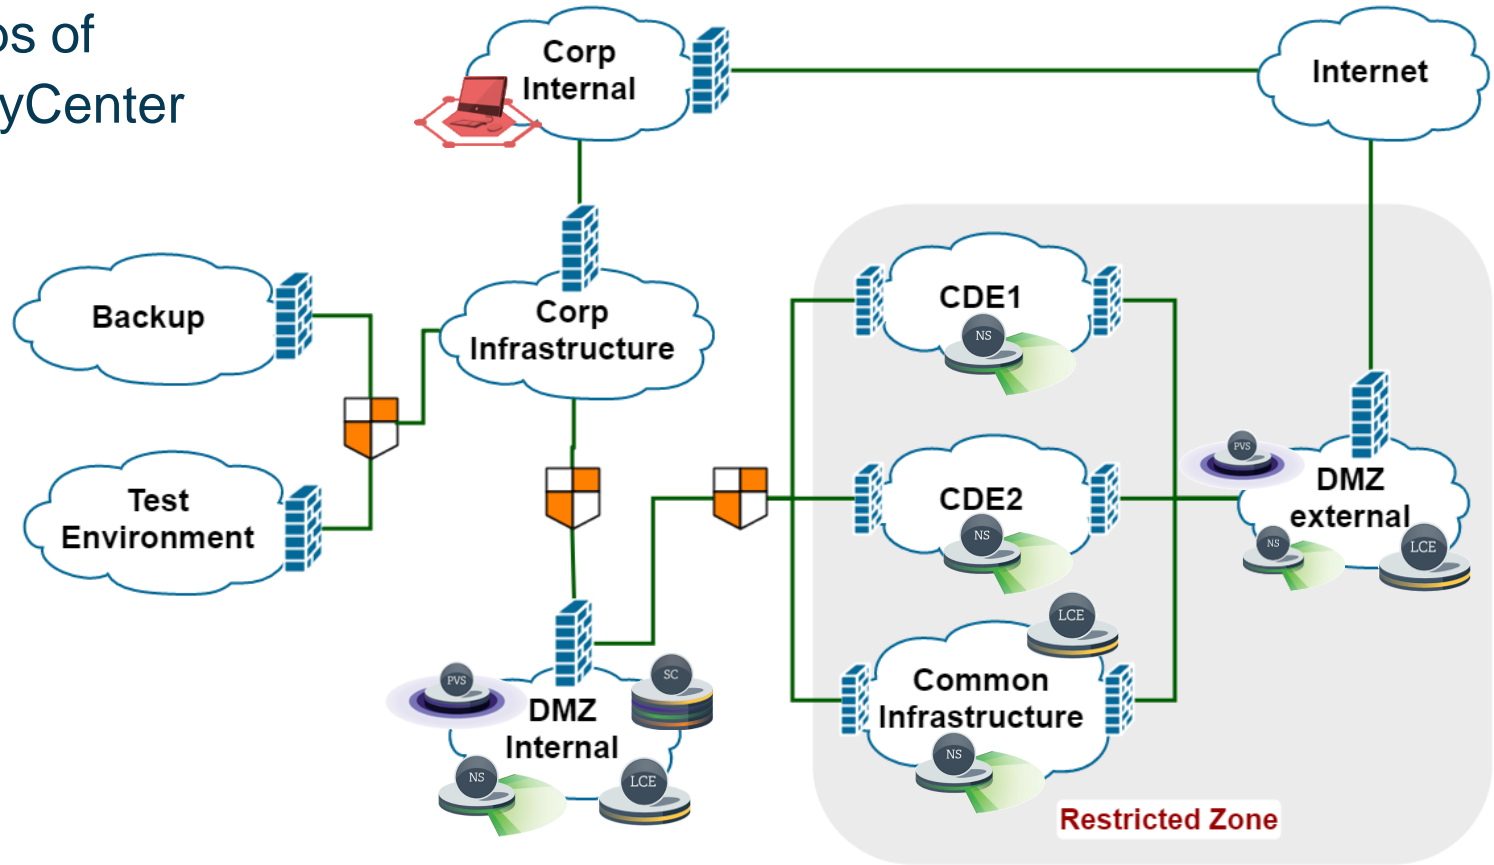 os of
yCenter
Corp
Internal
Internet
Backup
Corp
Infrastructure
CDE1
NS
Test
Environment
CDE2
NS
PVS
DMZ
external
NS
LCE
LCE
Common
Infrastructure
NS
PVS
SC
DMZ
Internal
NS
LCE
Restricted Zone